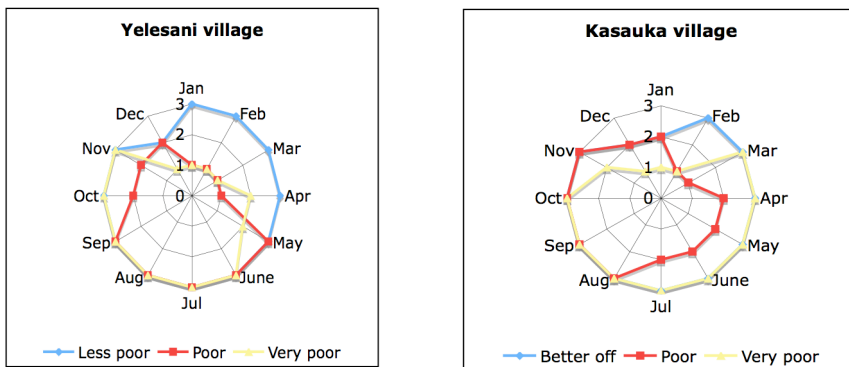 Yelesani village
Jan
3
Feb
2
Mar
1
0
Apr
May
June
Jul
Aug
Sep
Oct
Nov
Dec
Less poor
Poor
Very poor
Kasauka village
Jan
3
Feb
2
Mar
1
0
Apr
May
June
Jul
Aug
Sep
Oct
Nov
Dec
Better off
Poor
Very poor